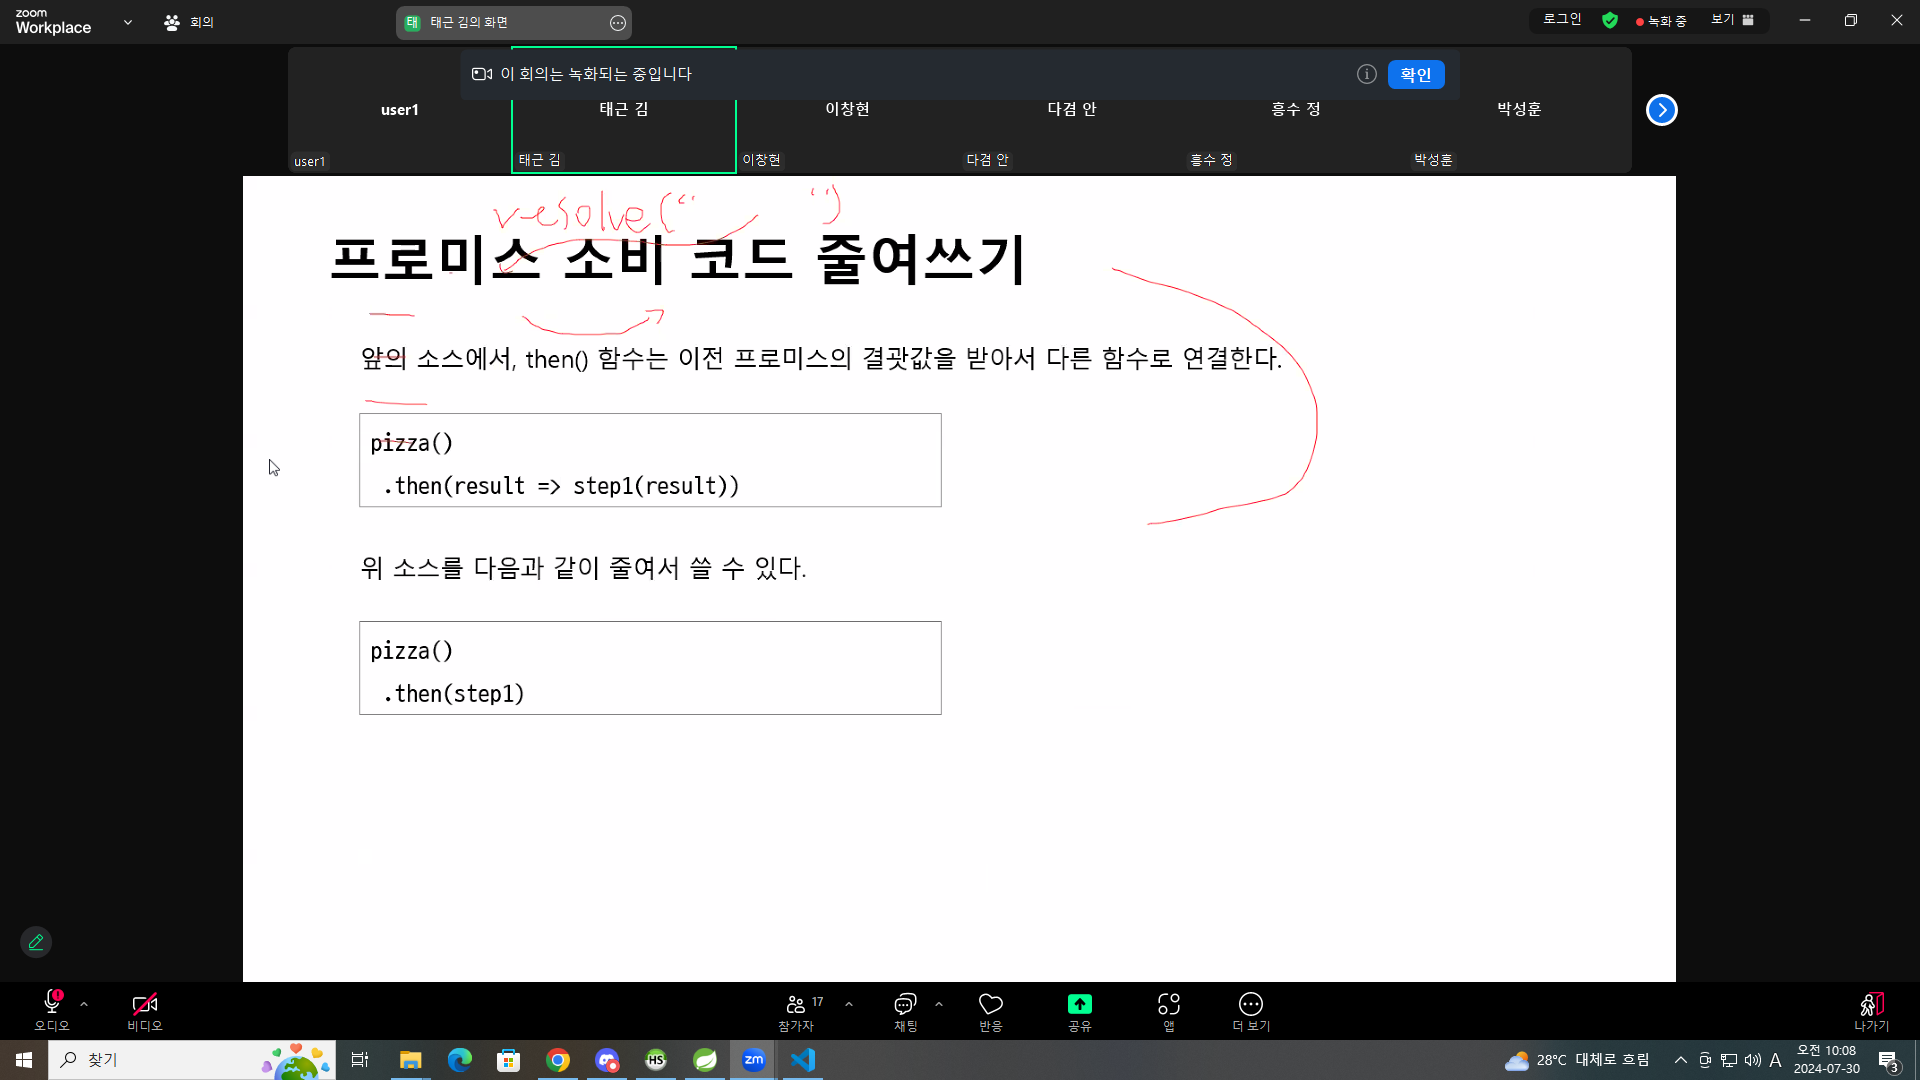 zoom
Workplace
회의
태
태근 김의 화면
로그인
녹화 중
보기
이 회의는 녹화되는 중입니다
확인
user1
태근 김
이창현
다겸 안
흥수 정
박성훈
user1
태근 김
이창현
다겸 안
흥수 정
박성훈
resolve(“ ”)
프로미스 소비 코드 줄여쓰기
앞의 소스에서, then() 함수는 이전 프로미스의 결괏값을 받아서 다른 함수로 연결한다.
pizza()
.then(result => step1(result))
위 소스를 다음과 같이 줄여서 쓸 수 있다.
pizza()
.then(step1)
오디오
비디오
17
참가자
채팅
반응
공유
앱
더 보기
나가기
찾기
HS
zm
28°C 대체로 흐림
A
오전 10:08
2024-07-30
3